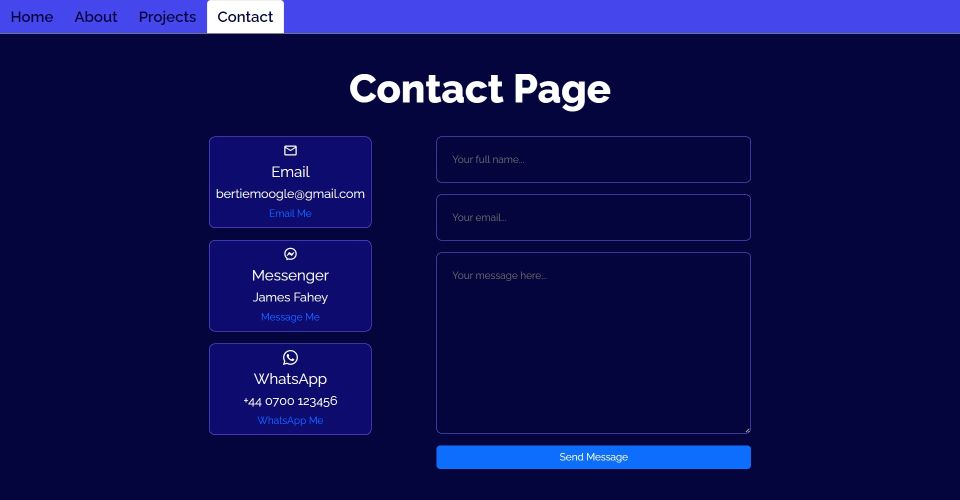 Home About Projects Contact
Contact Page
Email
bertiemoogle@gmail.com
Email Me
Messenger
James Fahey
Message Me
WhatsApp
+44 0700 123456
WhatsApp Me
Your full name...
Your email...
Your message here...
Send Message